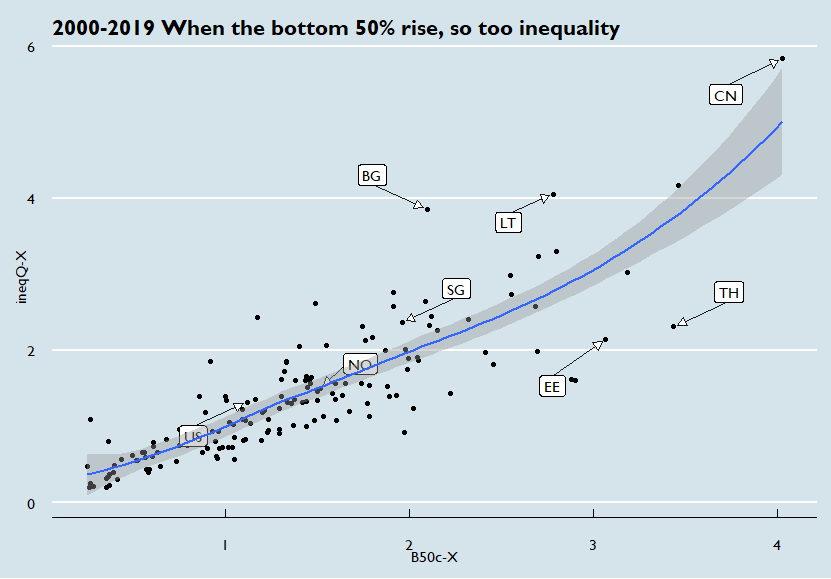 2000-2019 When the bottom 50% rise, so too inequality
6
CN
BG
4
LT
ineqQ-X
SG
TH
2
NO
EE
US
0
1
2
3
4
B50c-X